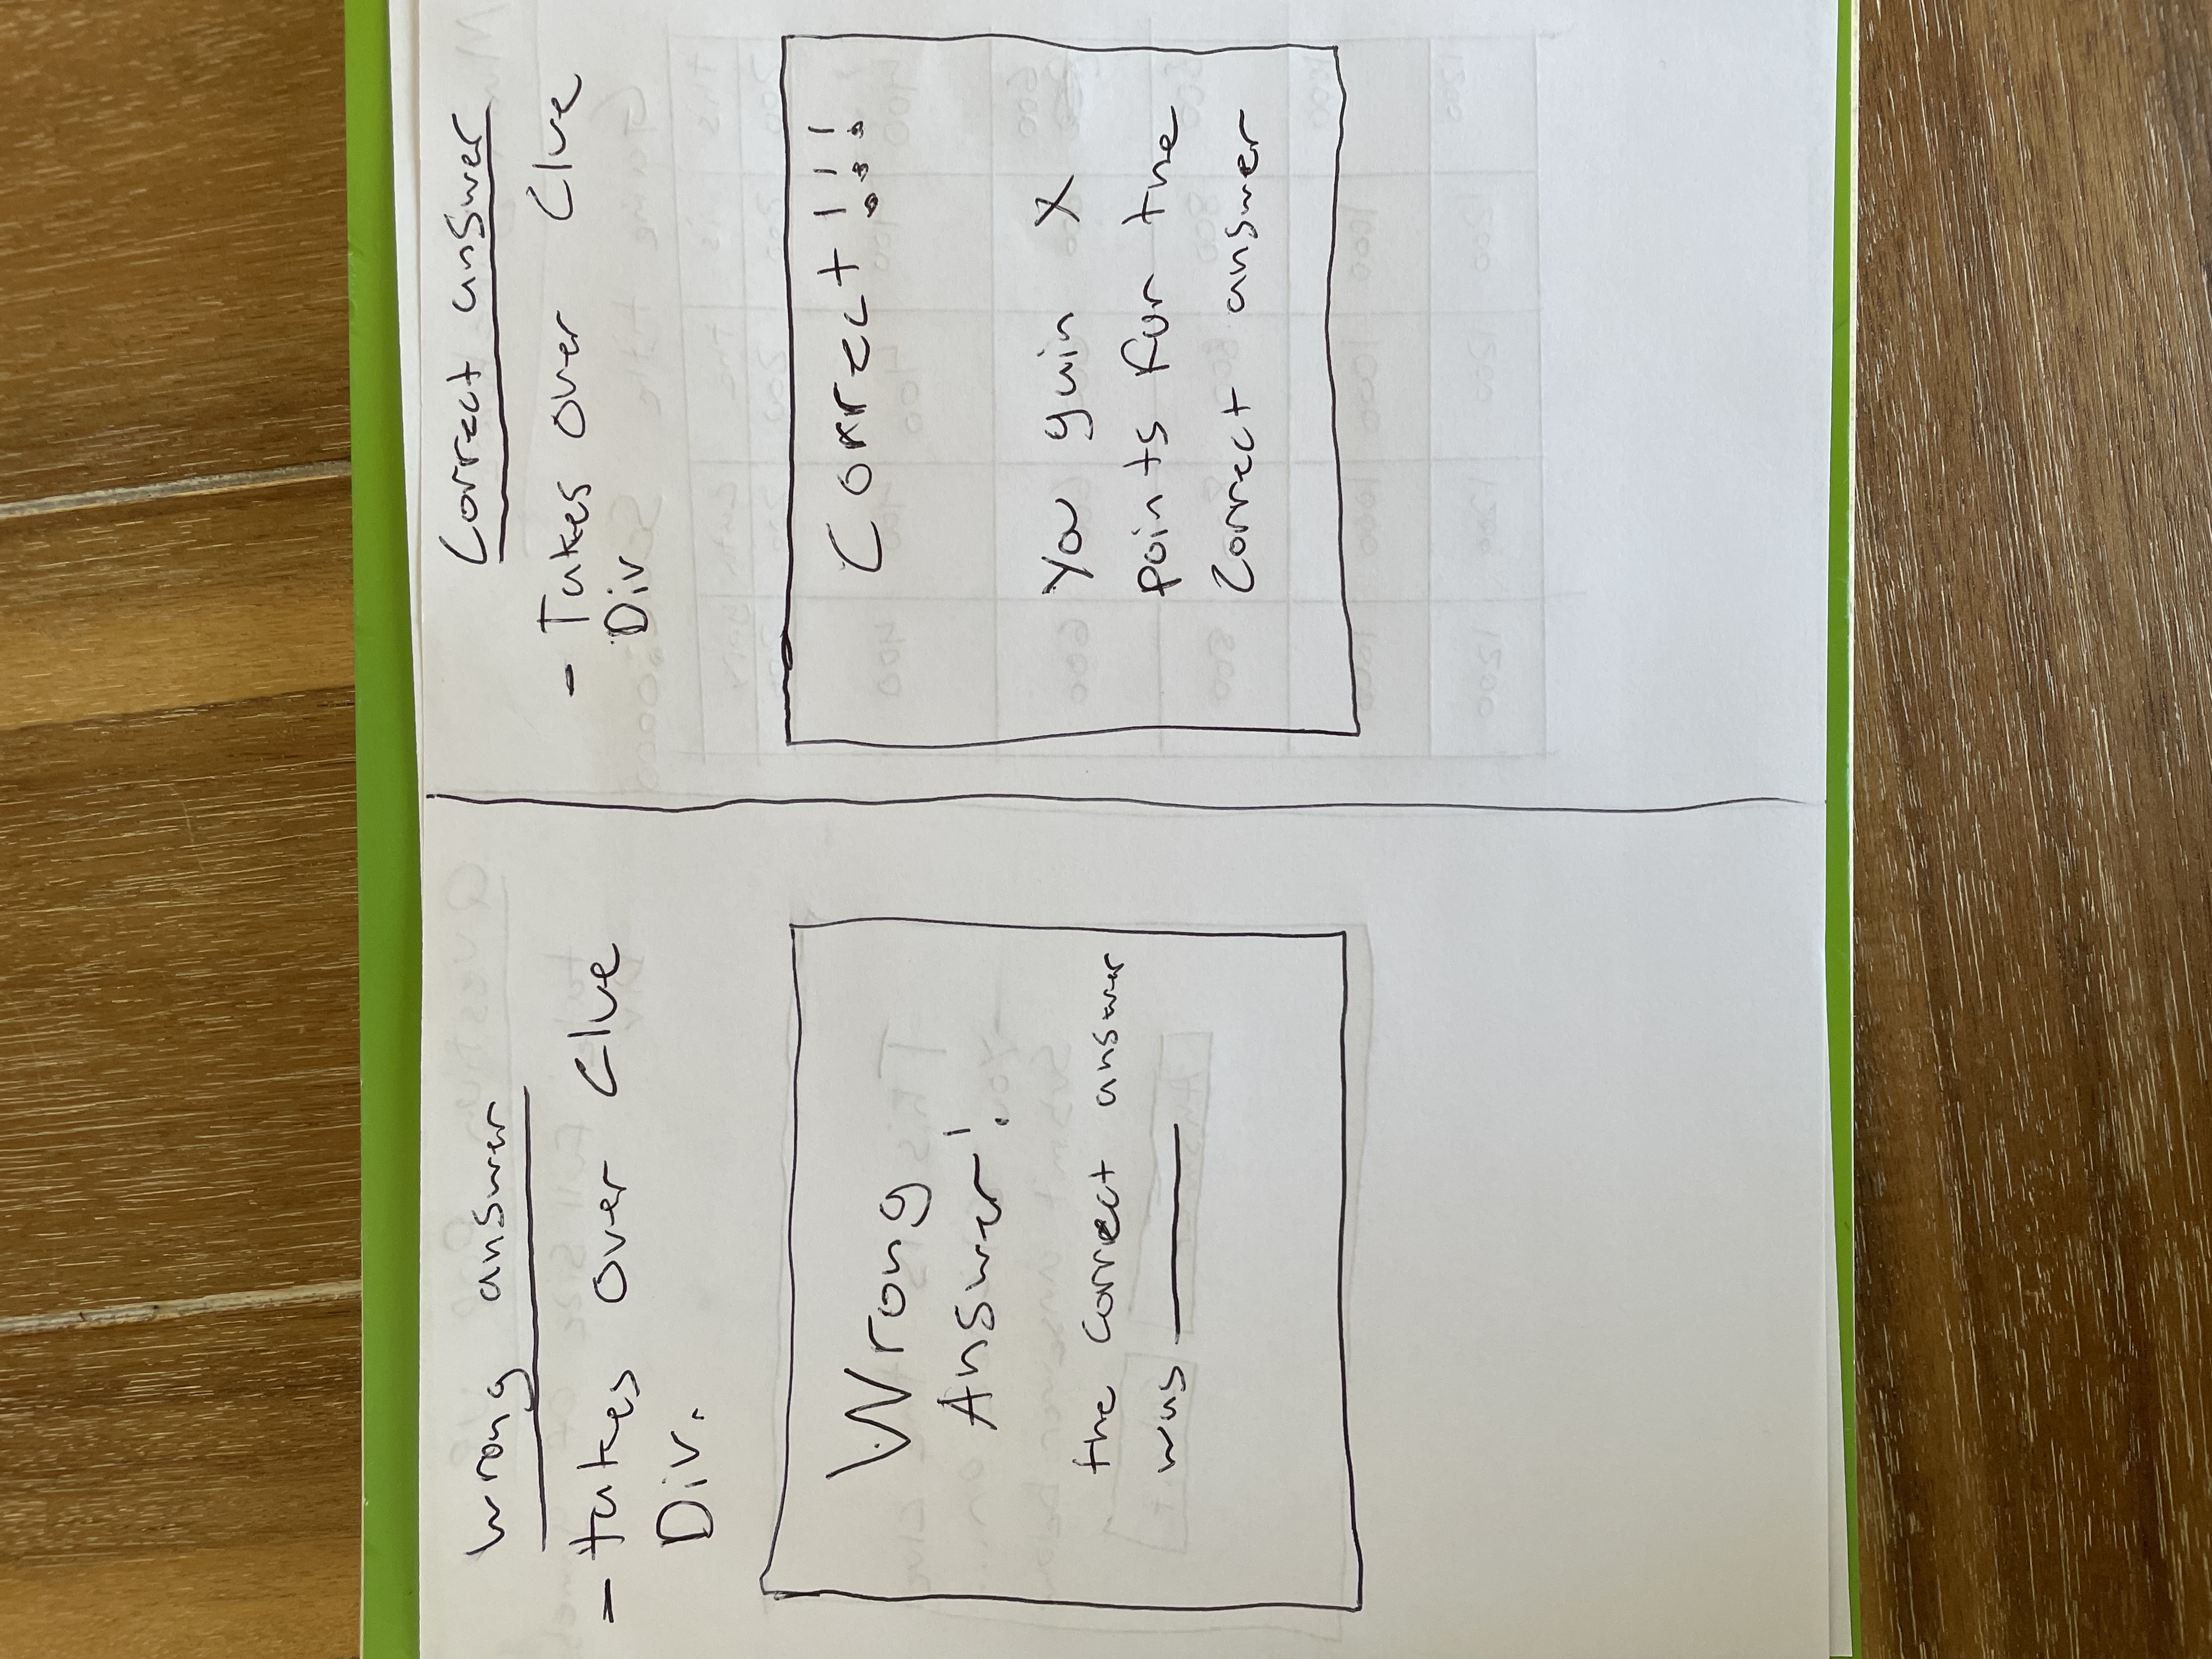 Wrong answer
- takes over Clue
Div.
Wrong
Answer!
the correct answer
was
Correct answer
- Takes over Clue
Div
Correct!!!
You gain X
points for the
Correct answer